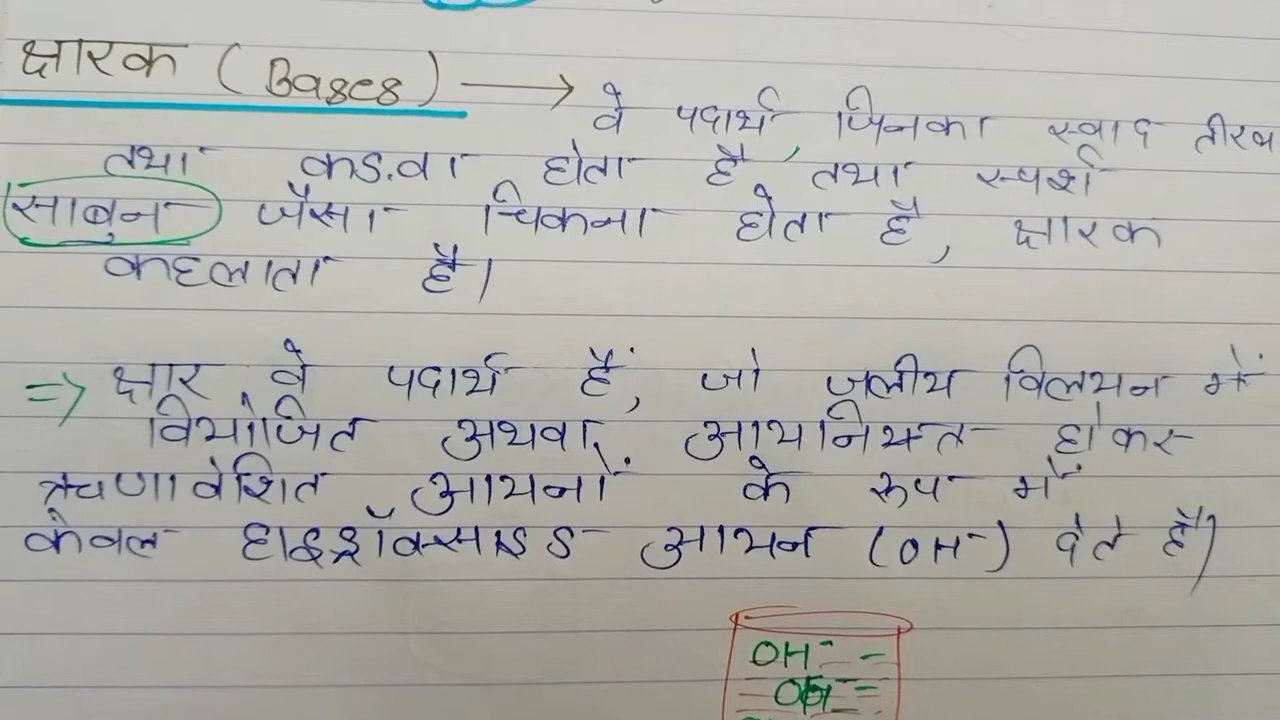 क्षारक (Bases) →
वे पदार्थ, जिनका स्वाद तीख
तथा कड़वा होता है, तथा स्पर्श
साबुन जैसा चिकना होता है, क्षारक
कहलाता है।
⇒ क्षार वे पदार्थ हैं, जो जलीय विलयन में
वियोजित अथवा आयनित होकर
ऋणावेशित आयनों के रूप में
केवल हाइड्रॉक्साइड आयन (OH⁻) देते हैं।
OH⁻